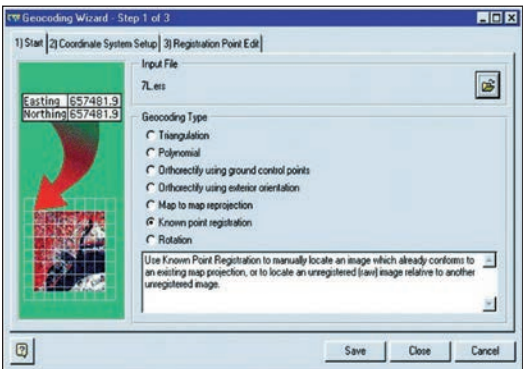 Geocoding Wizard - Step 1 of 3
1) Start 2) Coordinate System Setup 3) Registration Point Edit
Input File
7L.ers
Easting 657481.9
Northing 657481.9
Geocoding Type
Triangulation
Polynomial
Orthorectify using ground control points
Orthorectify using exterior orientation
Map to map reprojection
Known point registration
Rotation
Use Known Point Registration to manually locate an image which already conforms to
an existing map projection, or to locate an unregistered (raw) image relative to another
unregistered image.
Save Close Cancel